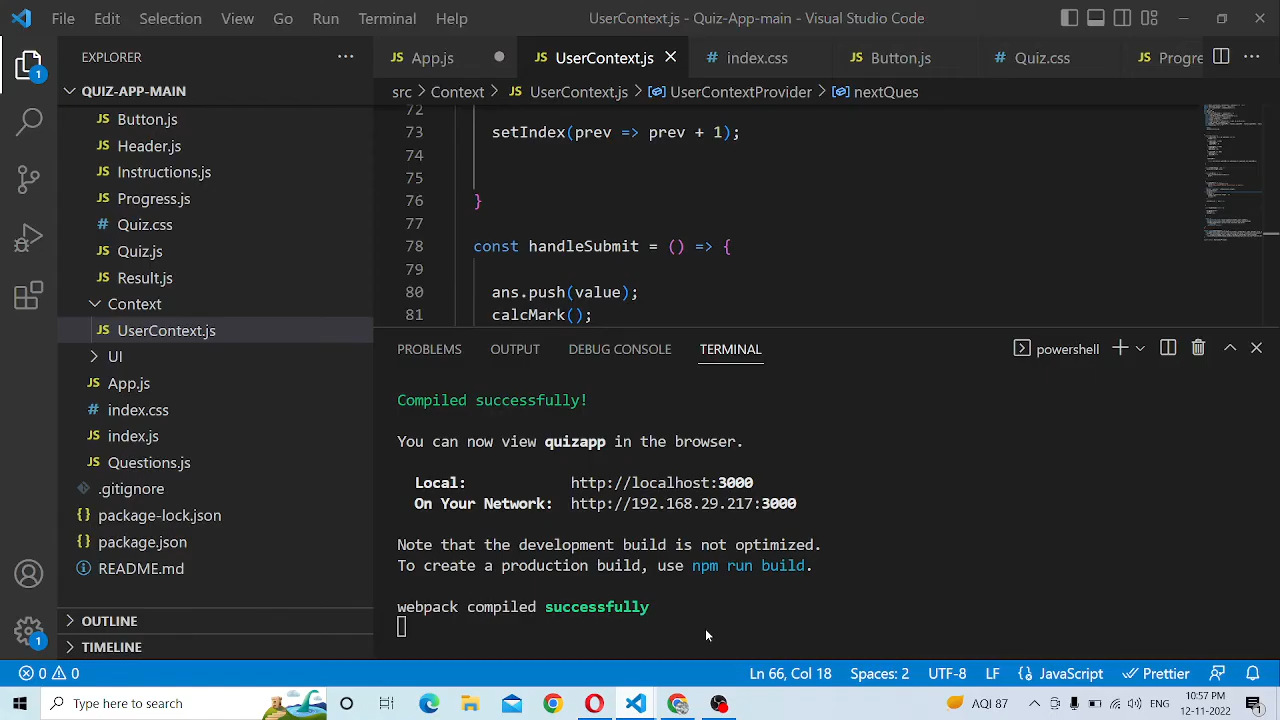 File Edit Selection View Go Run Terminal Help UserContext.js - Quiz-App-main - Visual Studio Code
EXPLORER
JS App.js JS UserContext.js # index.css JS Button.js # Quiz.css JS Progre
QUIZ-APP-MAIN
src > Context > JS UserContext.js > UserContextProvider > nextQues
JS Button.js
JS Header.js
JS Instructions.js
JS Progress.js
# Quiz.css
JS Quiz.js
JS Result.js
Context
JS UserContext.js
UI
JS App.js
# index.css
JS index.js
JS Questions.js
.gitignore
{} package-lock.json
{} package.json
README.md
OUTLINE
TIMELINE
1
1
72
73 setIndex(prev => prev + 1);
74
75
76 }
77
78 const handleSubmit = () => {
79
80 ans.push(value);
81 calcMark();
PROBLEMS OUTPUT DEBUG CONSOLE TERMINAL powershell
Compiled successfully!
You can now view quizapp in the browser.
Local: http://localhost:3000
On Your Network: http://192.168.29.217:3000
Note that the development build is not optimized.
To create a production build, use npm run build.
webpack compiled successfully
0 0 Ln 66, Col 18 Spaces: 2 UTF-8 LF {} JavaScript Prettier
Type here to search AQI 87 ENG 10:57 PM
12-11-2022 1